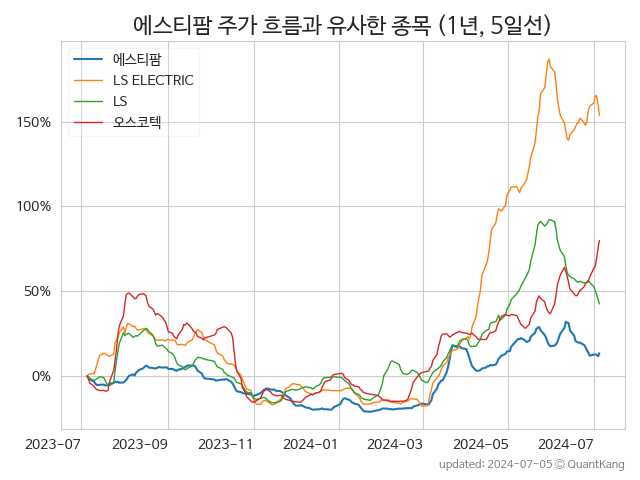 에스티팜 주가 흐름과 유사한 종목 (1년, 5일선)
에스티팜
LS ELECTRIC
LS
오스코텍
150%
100%
50%
0%
2023-07
2023-09
2023-11
2024-01
2024-03
2024-05
2024-07
updated: 2024-07-05 © QuantKang